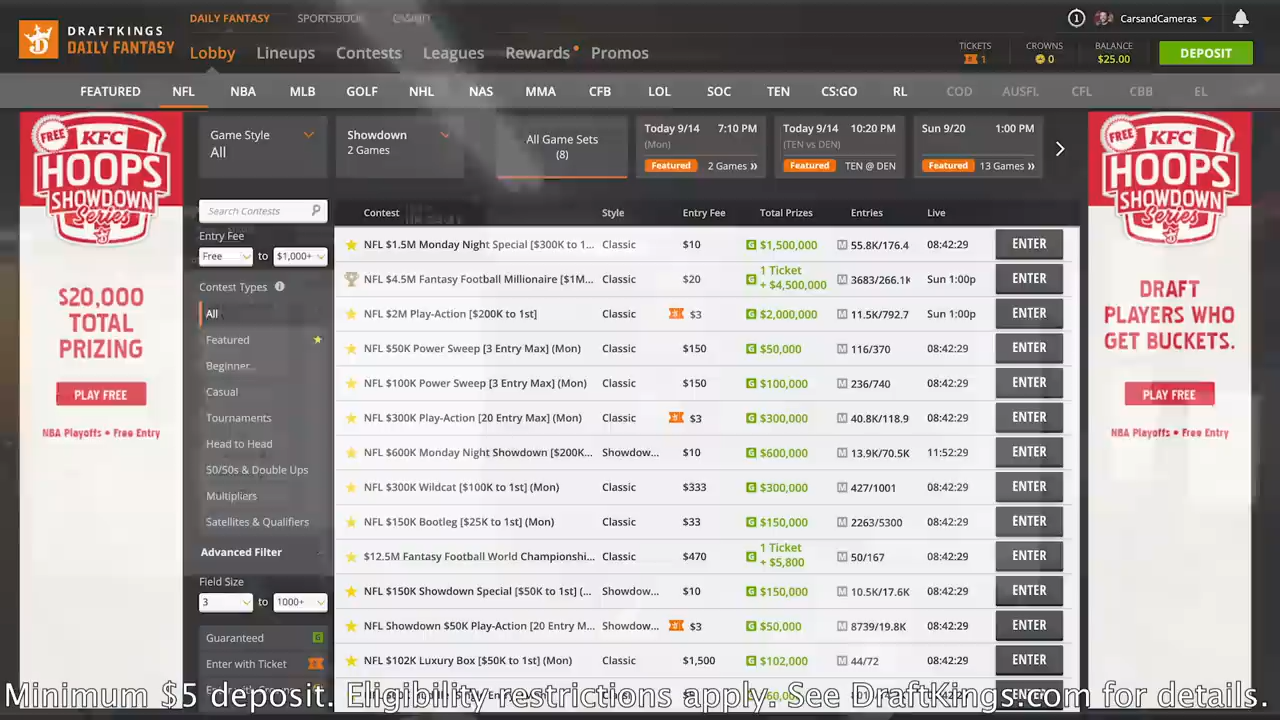 DRAFTKINGS
DAILY FANTASY
DAILY FANTASY SPORTSBOOK CASINO
1 CarsandCameras
Lobby Lineups Contests Leagues Rewards Promos
TICKETS CROWNS BALANCE
1 0 $25.00
DEPOSIT
FEATURED NFL NBA MLB GOLF NHL NAS MMA CFB LOL SOC TEN CS:GO RL COD AUSFL CFL CBB EL
FREE
KFC
HOOPS
SHOWDOWN
Series
$20,000
TOTAL
PRIZING
PLAY FREE
NBA Playoffs • Free Entry
Game Style
All
Showdown
2 Games
All Game Sets
(8)
Today 9/14 7:10 PM
(Mon)
Featured 2 Games »
Today 9/14 10:20 PM
(TEN vs DEN)
Featured TEN @ DEN
Sun 9/20 1:00 PM
Featured 13 Games »
Search Contests
Entry Fee
Free to $1,000+
Contest Types
All
Featured
Beginner
Casual
Tournaments
Head to Head
50/50s & Double Ups
Multipliers
Satellites & Qualifiers
Advanced Filter
Field Size
3 to 1000+
Guaranteed G
Enter with Ticket
Contest Style Entry Fee Total Prizes Entries Live
NFL $1.5M Monday Night Special [$300K to 1... Classic $10 G $1,500,000 M 55.8K/176.4 08:42:29 ENTER
NFL $4.5M Fantasy Football Millionaire [$1M... Classic $20 G 1 Ticket + $4,500,000 M 3683/266.1K Sun 1:00p ENTER
NFL $2M Play-Action [$200K to 1st] Classic $3 G $2,000,000 M 11.5K/792.7 Sun 1:00p ENTER
NFL $50K Power Sweep [3 Entry Max] (Mon) Classic $150 G $50,000 M 116/370 08:42:29 ENTER
NFL $100K Power Sweep [3 Entry Max] (Mon) Classic $150 G $100,000 M 236/740 08:42:29 ENTER
NFL $300K Play-Action [20 Entry Max] (Mon) Classic $3 G $300,000 M 40.8K/118.9 08:42:29 ENTER
NFL $600K Monday Night Showdown [$200K... Showdow... $10 G $600,000 M 13.9K/70.5K 11:52:29 ENTER
NFL $300K Wildcat [$100K to 1st] (Mon) Classic $333 G $300,000 M 427/1001 08:42:29 ENTER
NFL $150K Bootleg [$25K to 1st] (Mon) Classic $33 G $150,000 M 2263/5300 08:42:29 ENTER
$12.5M Fantasy Football World Championshi... Classic $470 G 1 Ticket + $5,800 M 50/167 08:42:29 ENTER
NFL $150K Showdown Special [$50K to 1st] (... Showdow... $10 G $150,000 M 10.5K/17.6K 08:42:29 ENTER
NFL Showdown $50K Play-Action [20 Entry M... Showdow... $3 G $50,000 M 8739/19.8K 08:42:29 ENTER
NFL $102K Luxury Box [$50K to 1st] (Mon) Classic $1,500 G $102,000 M 44/72 08:42:29 ENTER
FREE
KFC
HOOPS
SHOWDOWN
Series
DRAFT
PLAYERS WHO
GET BUCKETS.
PLAY FREE
NBA Playoffs • Free Entry
Minimum $5 deposit. Eligibility restrictions apply. See DraftKings.com for details.